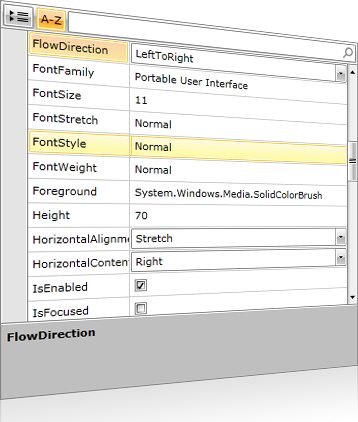 A-Z
FlowDirection LeftToRight
FontFamily Portable User Interface
FontSize 11
FontStretch Normal
FontStyle Normal
FontWeight Normal
Foreground System.Windows.Media.SolidColorBrush
Height 70
HorizontalAlignme Stretch
HorizontalConten Right
IsEnabled
IsFocused
FlowDirection